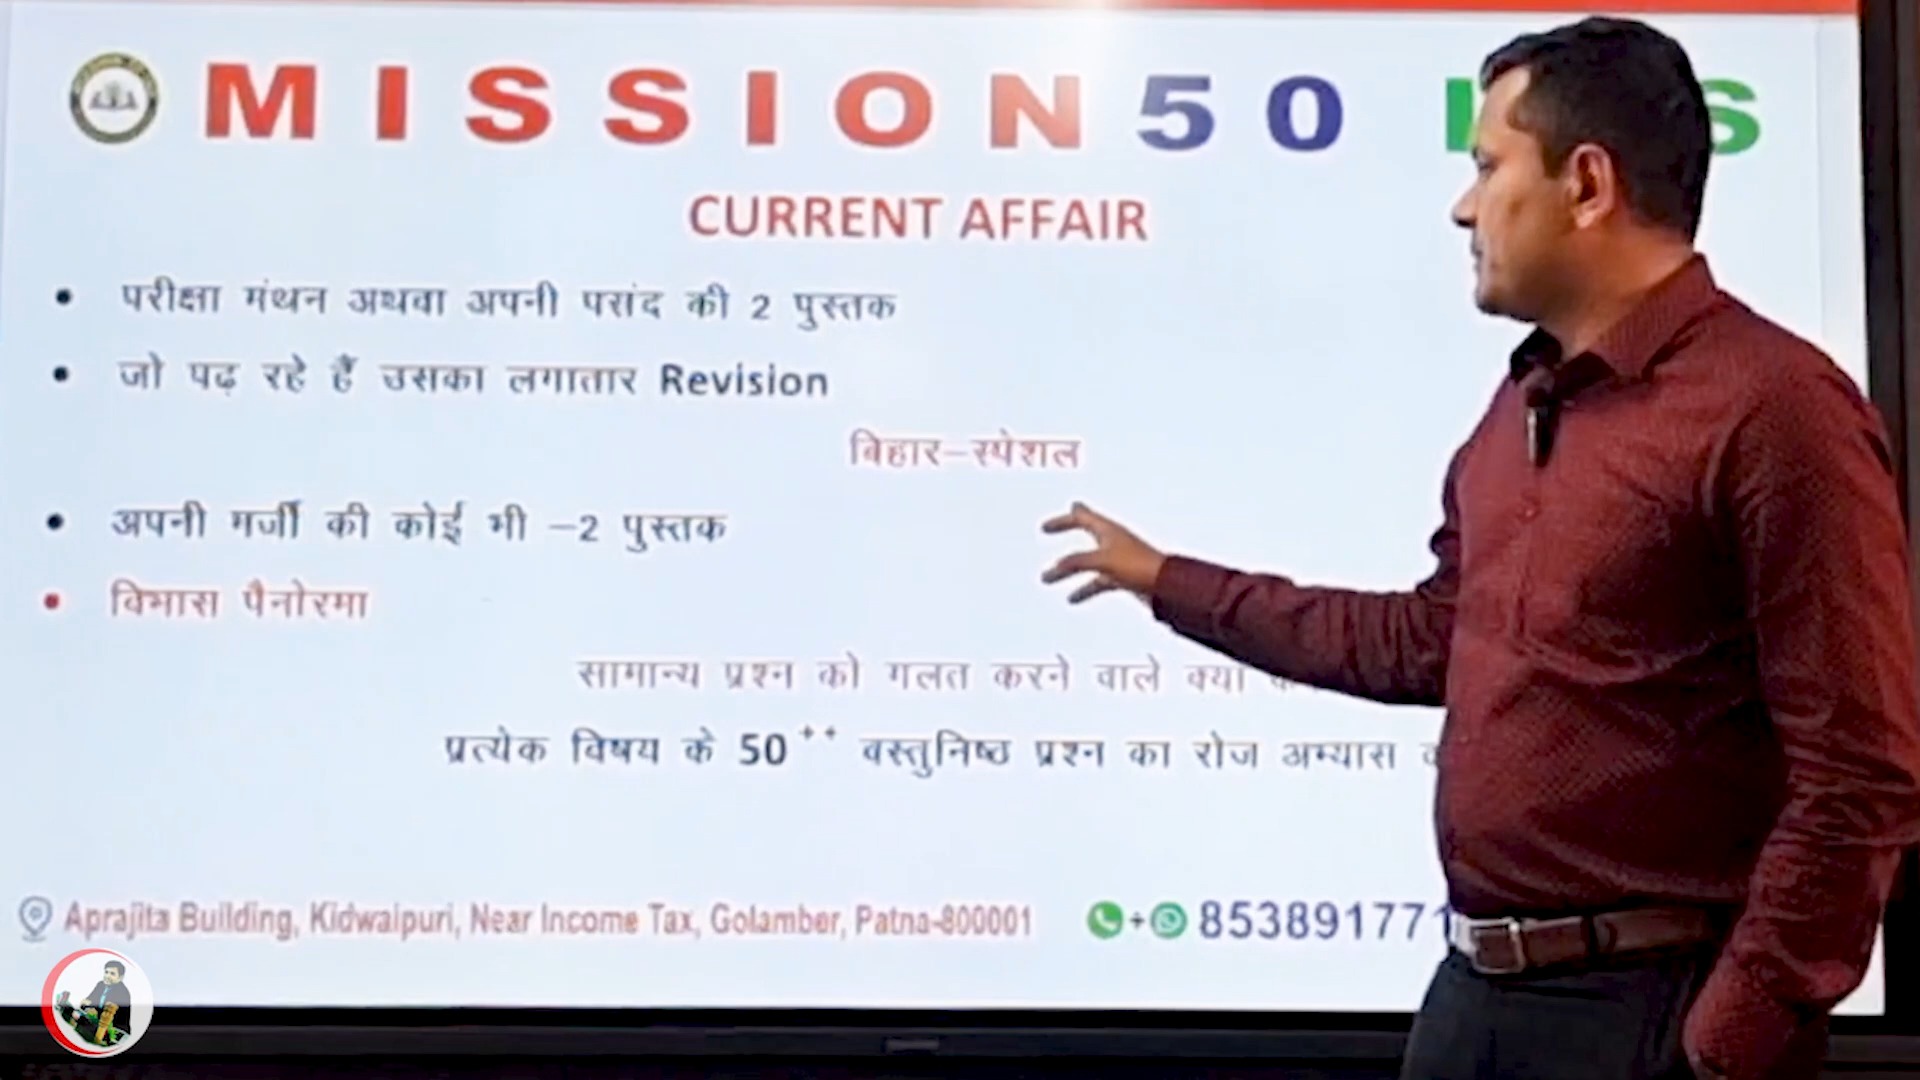 MISSION 50
CURRENT AFFAIR
• परीक्षा मंथन अथवा अपनी पसंद की 2 पुस्तक
• जो पढ़ रहे हैं उसका लगातार Revision
बिहार–स्पेशल
• अपनी मर्जी की कोई भी –2 पुस्तक
• विभास पैनोरमा
सामान्य प्रश्न को गलत करने वाले क्या
प्रत्येक विषय के 50++ वस्तुनिष्ठ प्रश्न का रोज अभ्यास
Aprajita Building, Kidwaipuri, Near Income Tax, Golamber, Patna-800001
+ 853891771